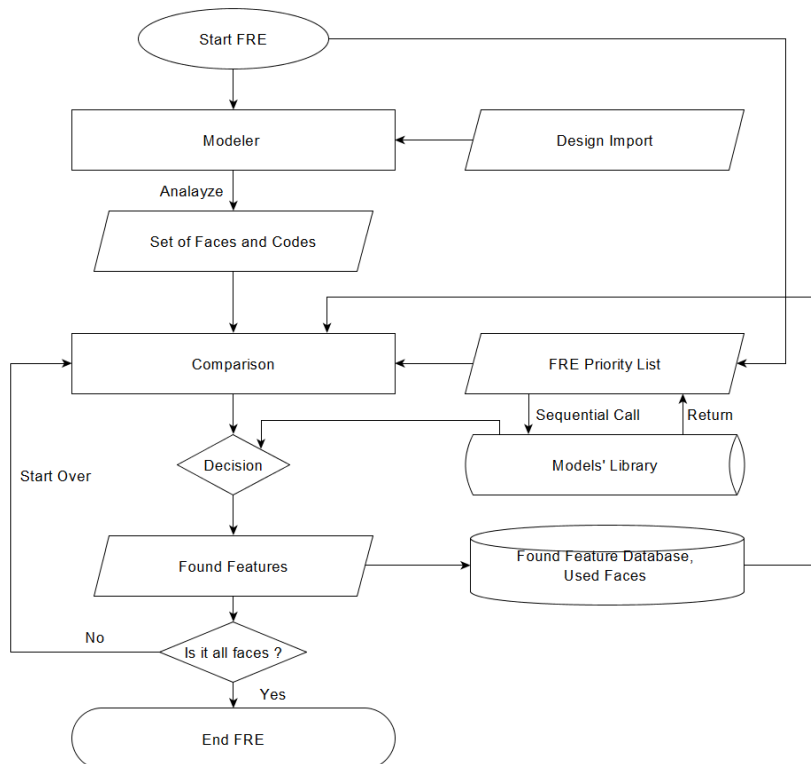 Start FRE
Modeler
Design Import
Analayze
Set of Faces and Codes
Comparison
FRE Priority List
Sequential Call
Return
Decision
Models' Library
Start Over
Found Features
Found Feature Database,
Used Faces
No
Is it all faces ?
Yes
End FRE